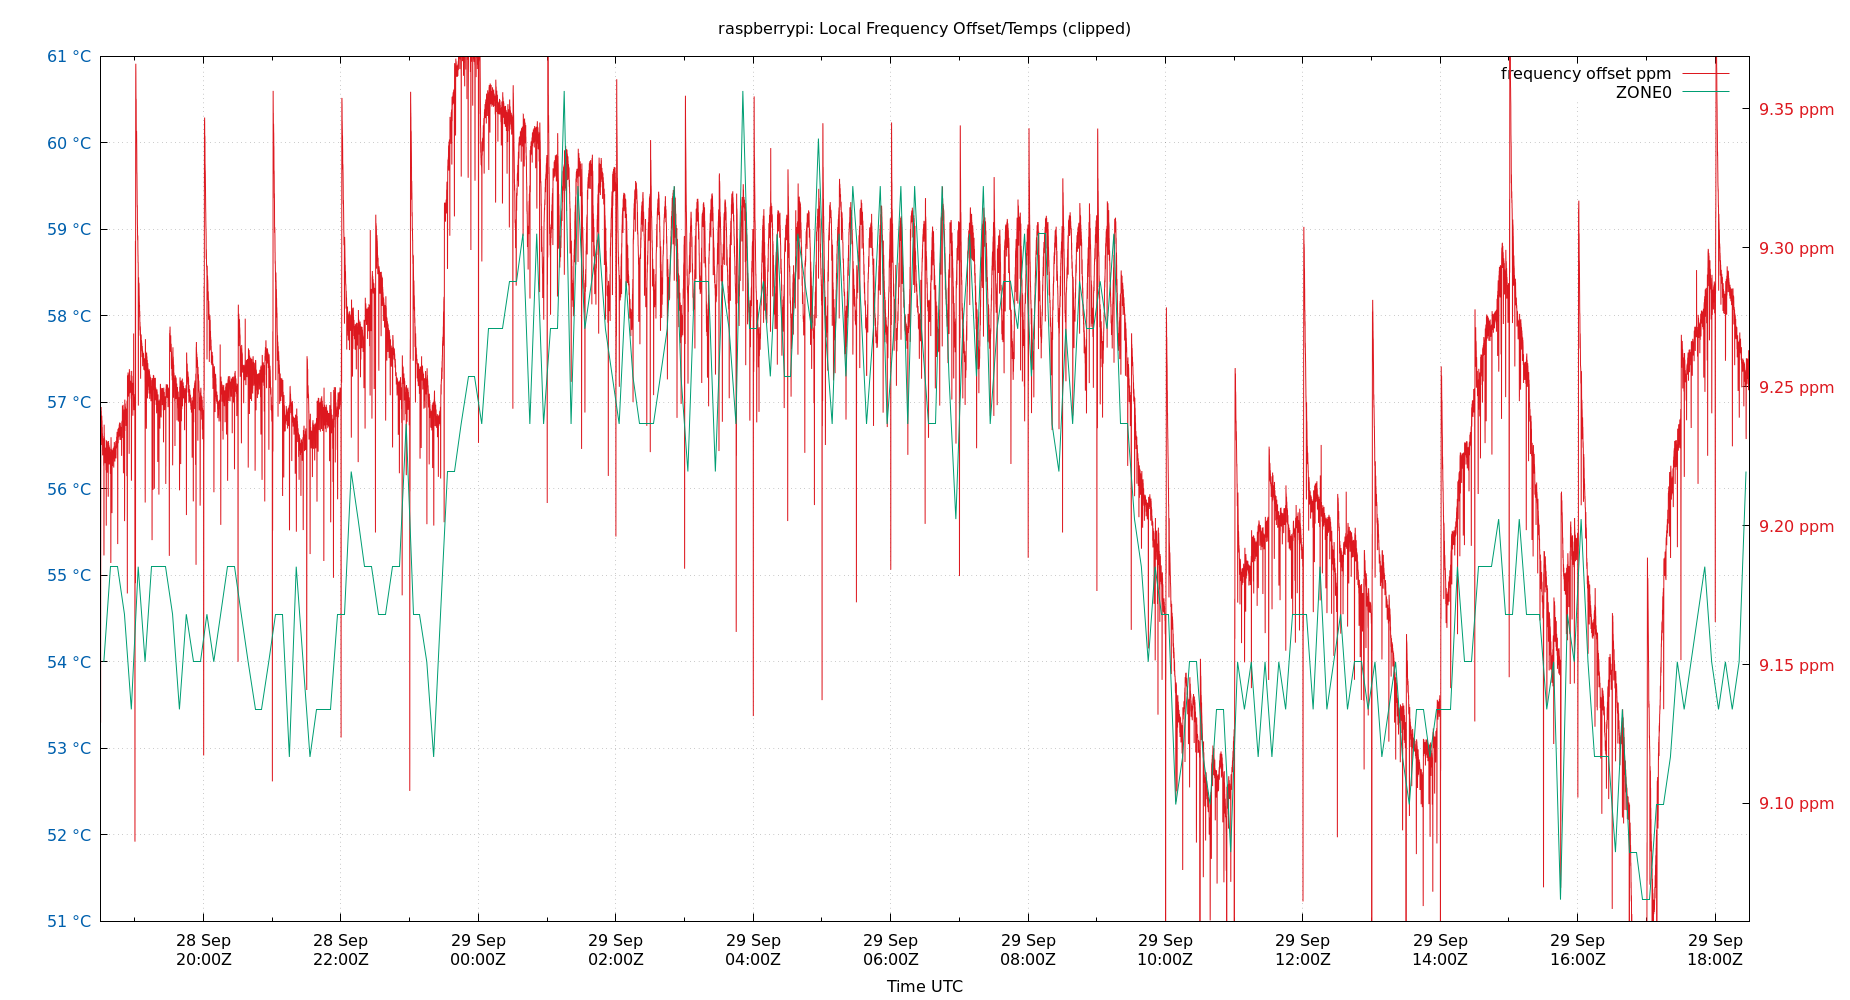 raspberrypi: Local Frequency Offset/Temps (clipped)
frequency offset ppm
ZONE0
61 °C
60 °C
59 °C
58 °C
57 °C
56 °C
55 °C
54 °C
53 °C
52 °C
51 °C
9.35 ppm
9.30 ppm
9.25 ppm
9.20 ppm
9.15 ppm
9.10 ppm
28 Sep
20:00Z
28 Sep
22:00Z
29 Sep
00:00Z
29 Sep
02:00Z
29 Sep
04:00Z
29 Sep
06:00Z
29 Sep
08:00Z
29 Sep
10:00Z
29 Sep
12:00Z
29 Sep
14:00Z
29 Sep
16:00Z
29 Sep
18:00Z
Time UTC